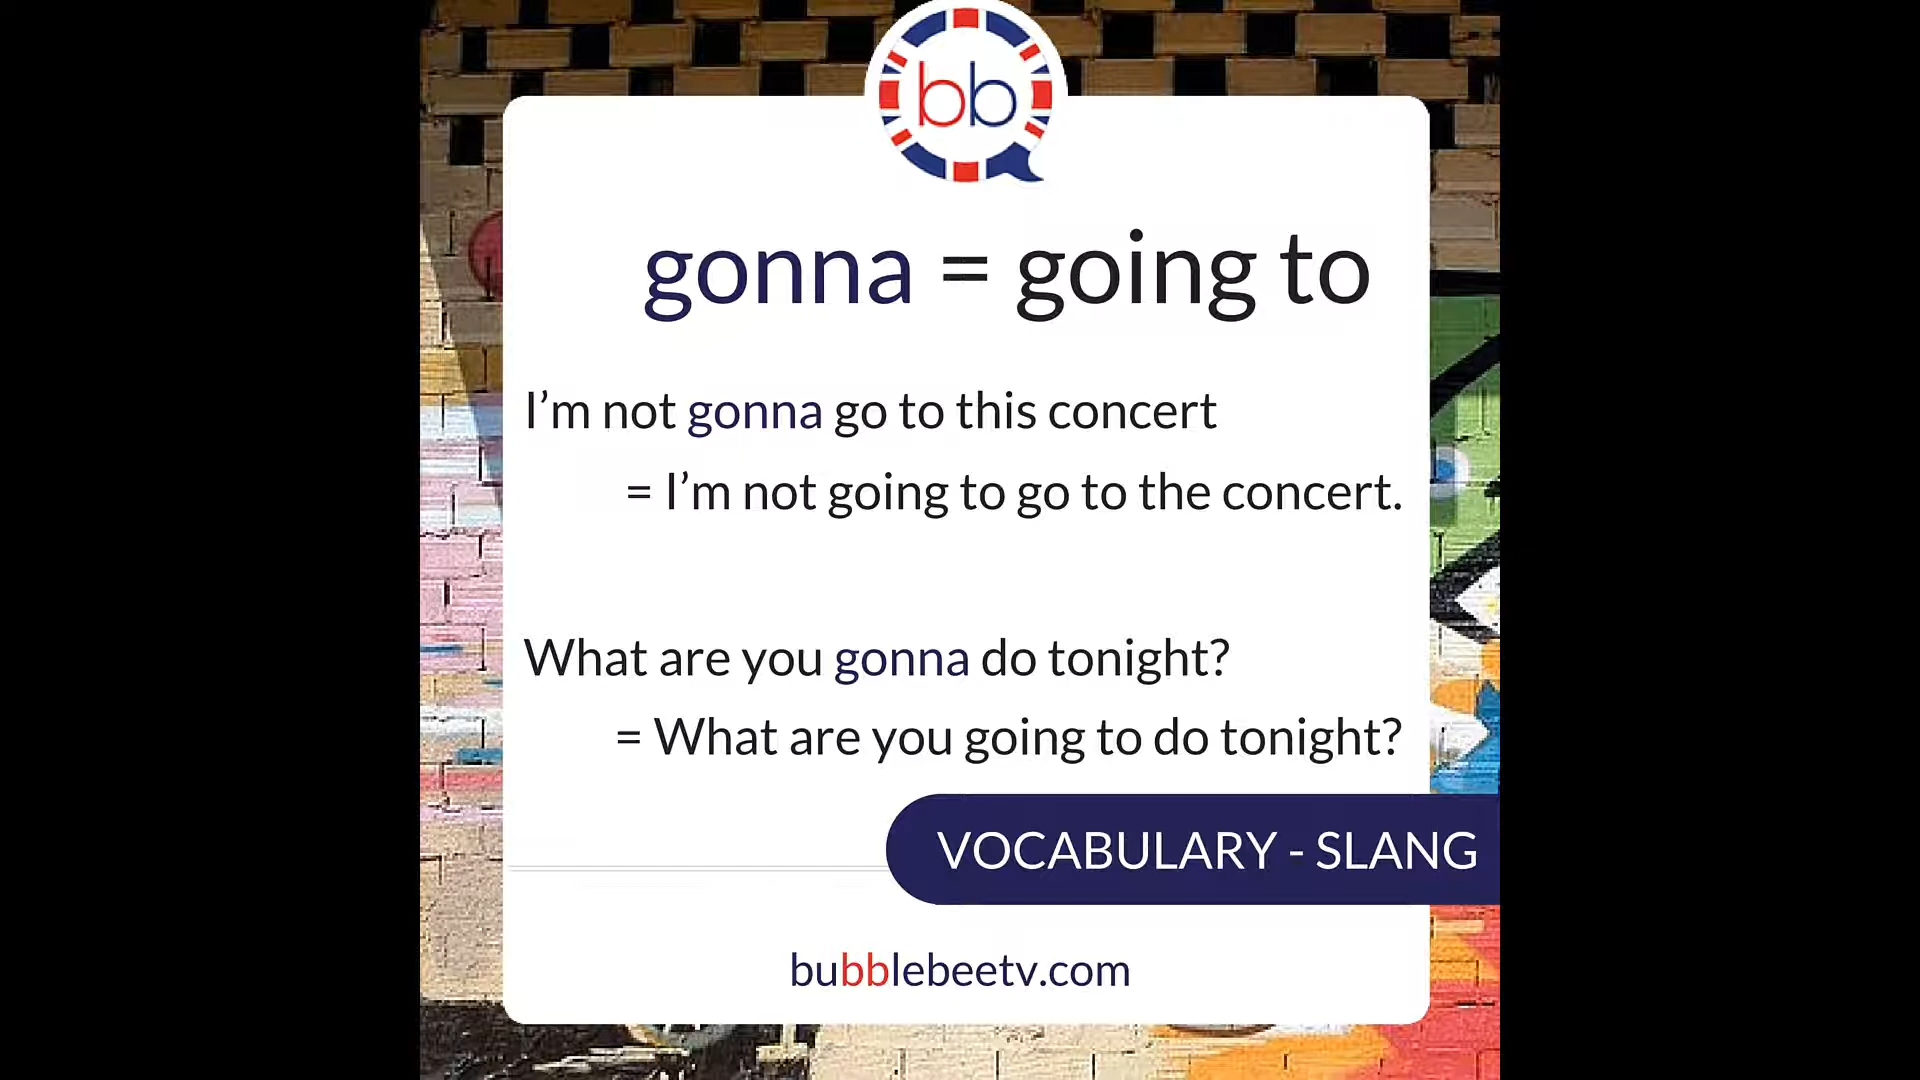 bb
gonna = going to
I’m not gonna go to this concert
= I’m not going to go to the concert.
What are you gonna do tonight?
= What are you going to do tonight?
VOCABULARY - SLANG
bubblebeetv.com